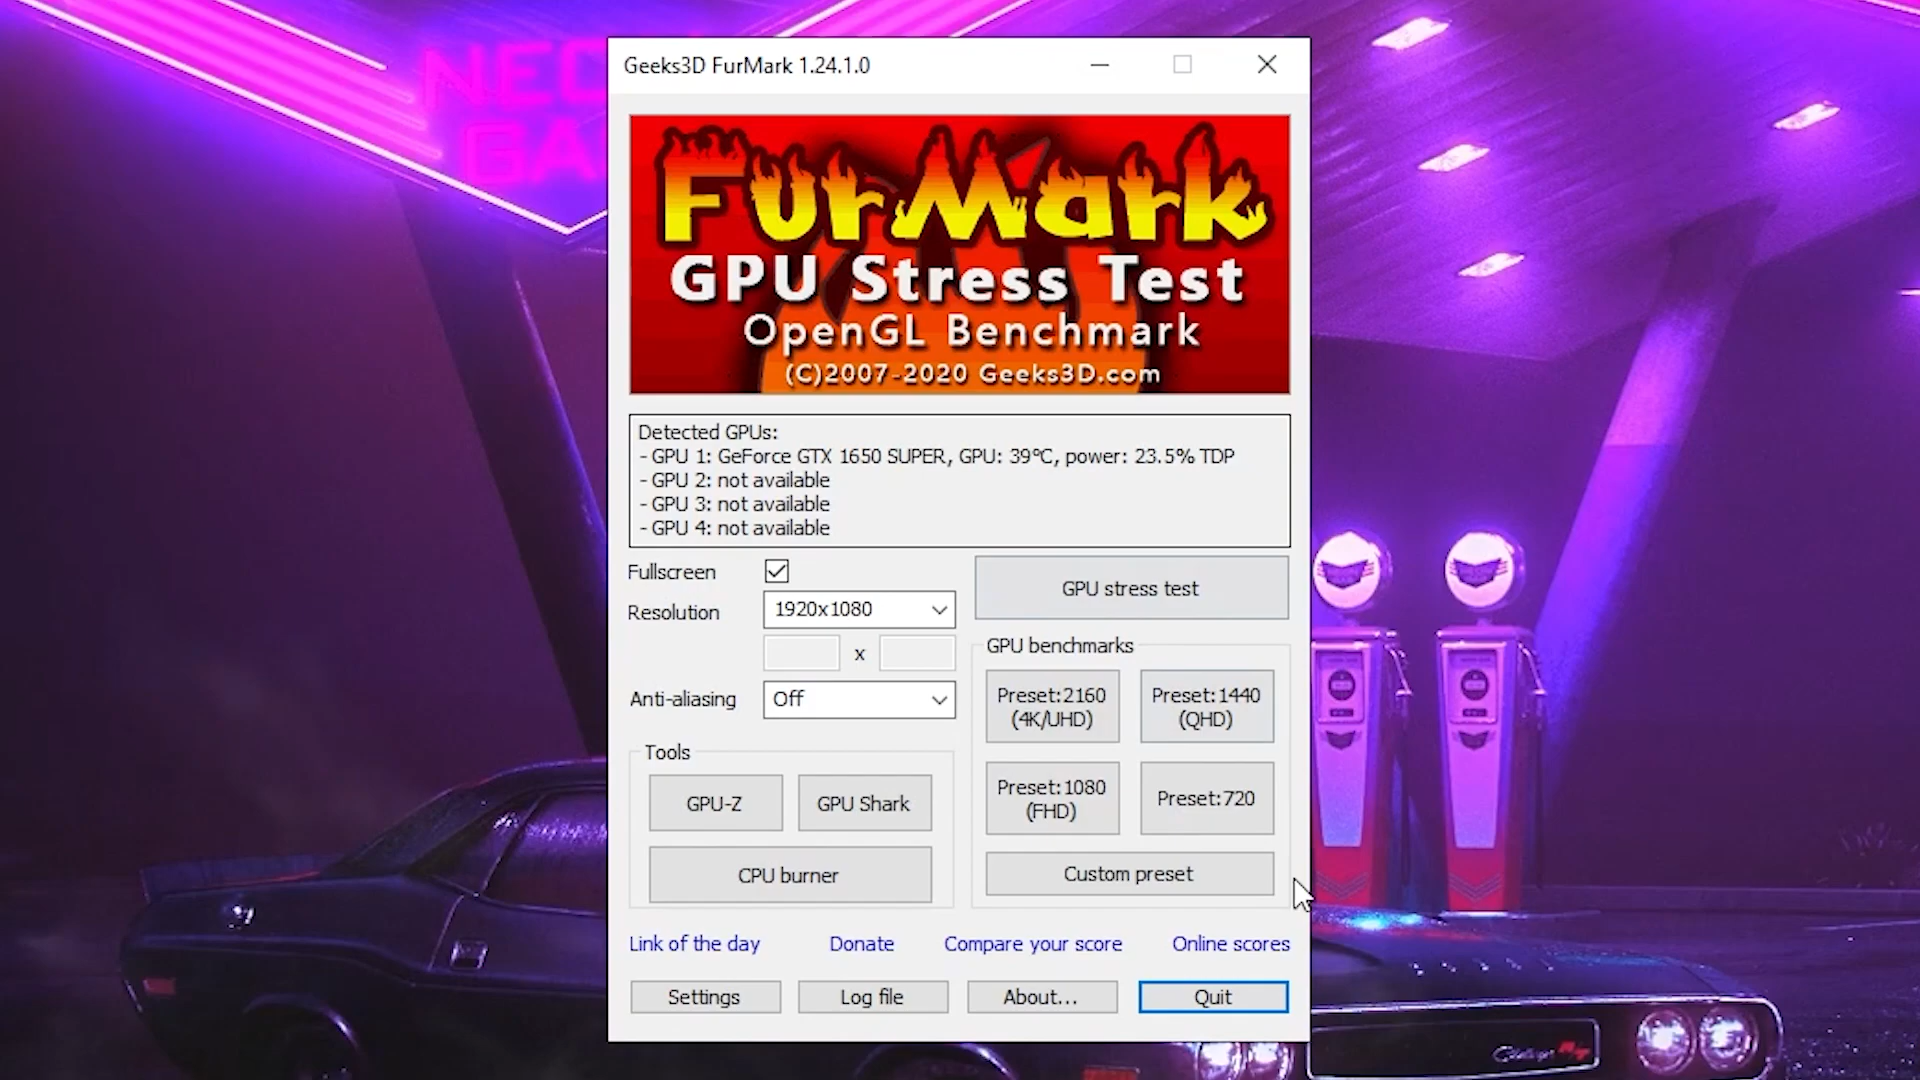 Geeks3D FurMark 1.24.1.0
FurMark
GPU Stress Test
OpenGL Benchmark
(C)2007-2020 Geeks3D.com
Detected GPUs:
- GPU 1: GeForce GTX 1650 SUPER, GPU: 39°C, power: 23.5% TDP
- GPU 2: not available
- GPU 3: not available
- GPU 4: not available
Fullscreen
GPU stress test
Resolution
1920x1080
x
GPU benchmarks
Anti-aliasing
Off
Preset:2160
(4K/UHD)
Preset:1440
(QHD)
Tools
GPU-Z
GPU Shark
Preset:1080
(FHD)
Preset:720
CPU burner
Custom preset
Link of the day
Donate
Compare your score
Online scores
Settings
Log file
About...
Quit